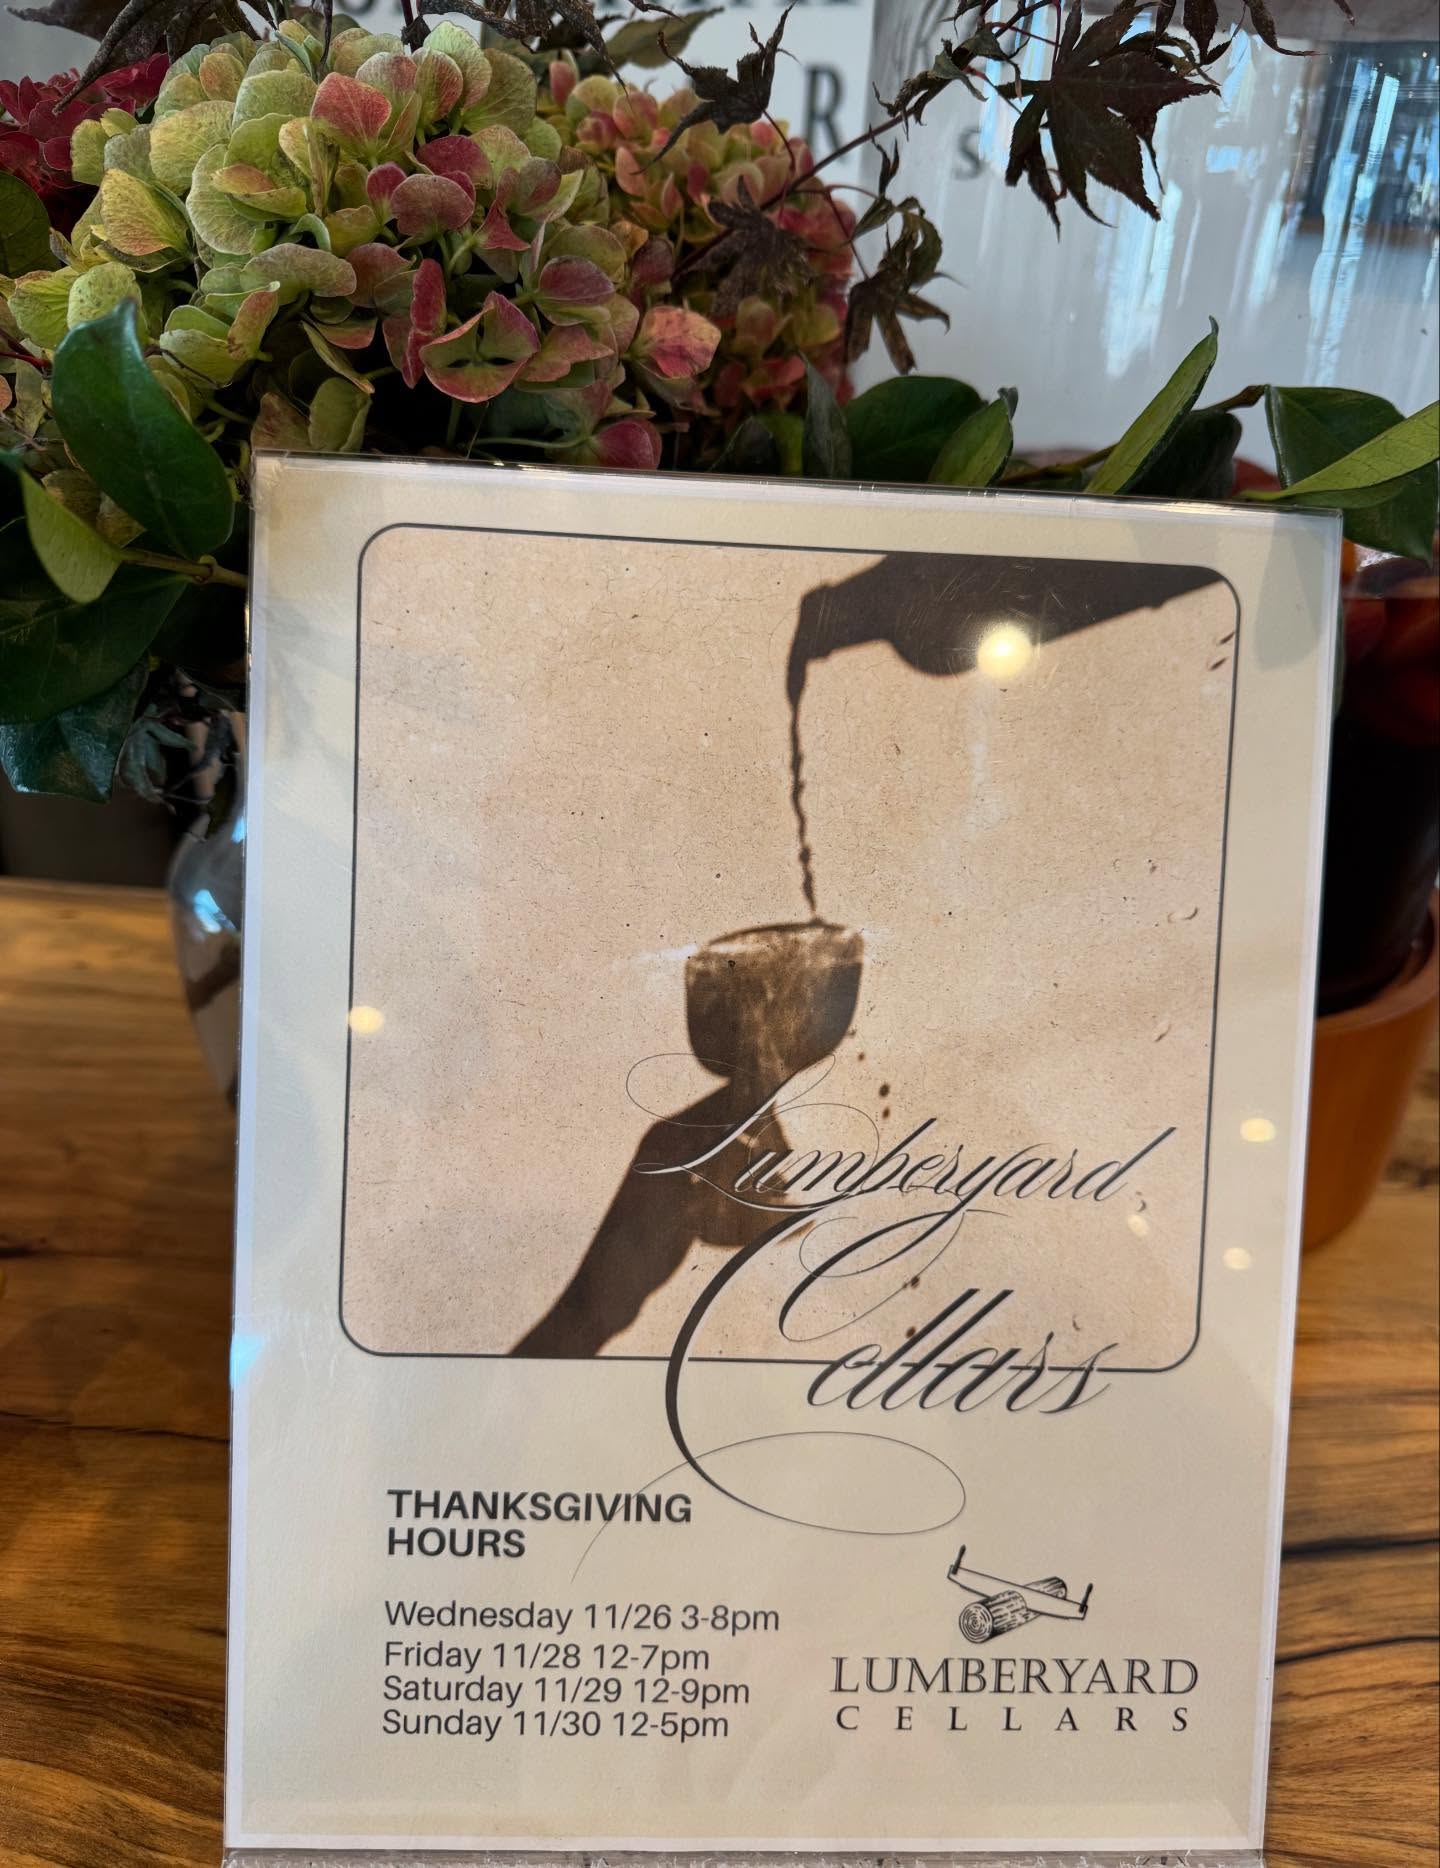 R
S
Lumberyard
Cellars
THANKSGIVING
HOURS
Wednesday 11/26 3-8pm
Friday 11/28 12-7pm
Saturday 11/29 12-9pm
Sunday 11/30 12-5pm
LUMBERYARD
CELLARS